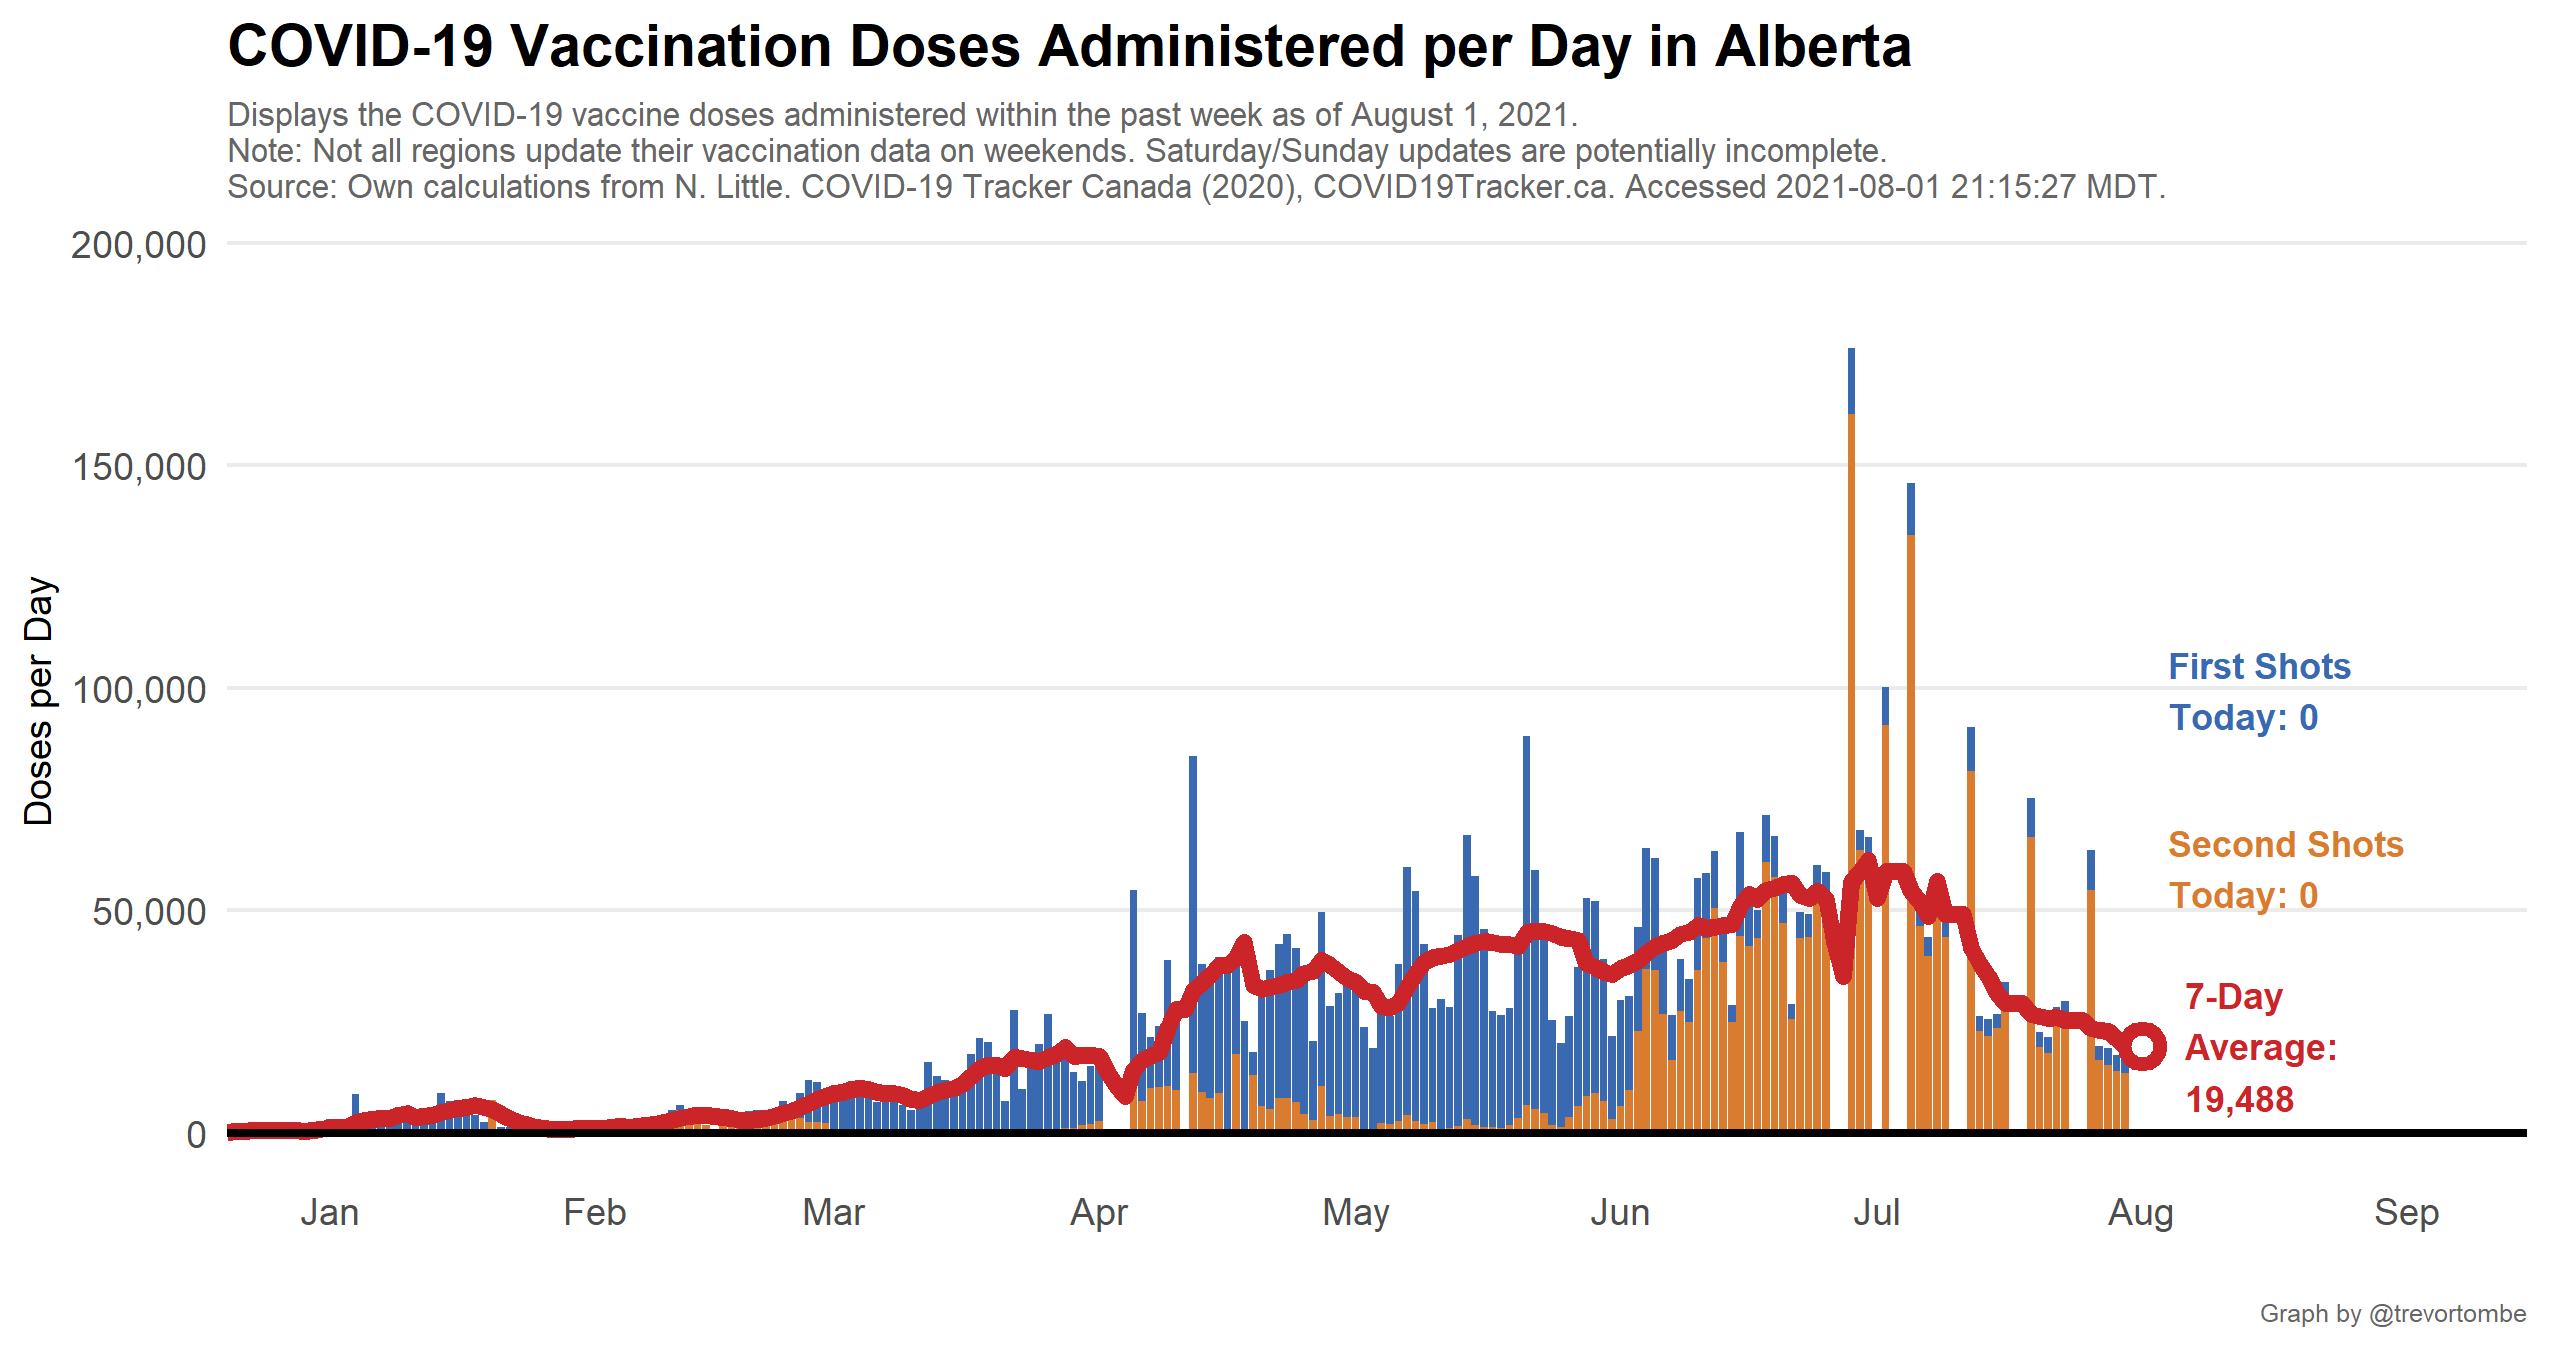 COVID-19 Vaccination Doses Administered per Day in Alberta
Displays the COVID-19 vaccine doses administered within the past week as of August 1, 2021.
Note: Not all regions update their vaccination data on weekends. Saturday/Sunday updates are potentially incomplete.
Source: Own calculations from N. Little. COVID-19 Tracker Canada (2020), COVID19Tracker.ca. Accessed 2021-08-01 21:15:27 MDT.
Doses per Day
200,000
150,000
100,000
50,000
0
First Shots
Today: 0
Second Shots
Today: 0
7-Day
Average:
19,488
Jan Feb Mar Apr May Jun Jul Aug Sep
Graph by @trevortombe